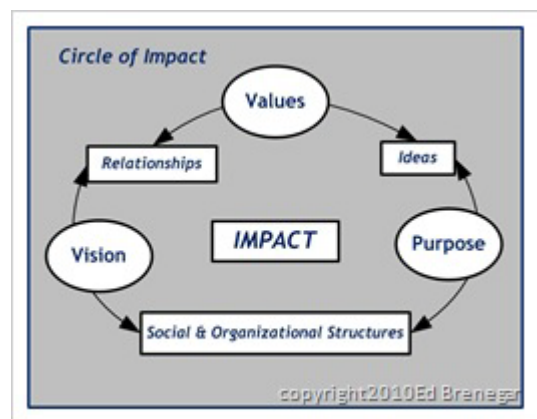 Circle of Impact
Values
Relationships
Ideas
IMPACT
Vision
Purpose
Social & Organizational Structures
copyright2010Ed Brenegar